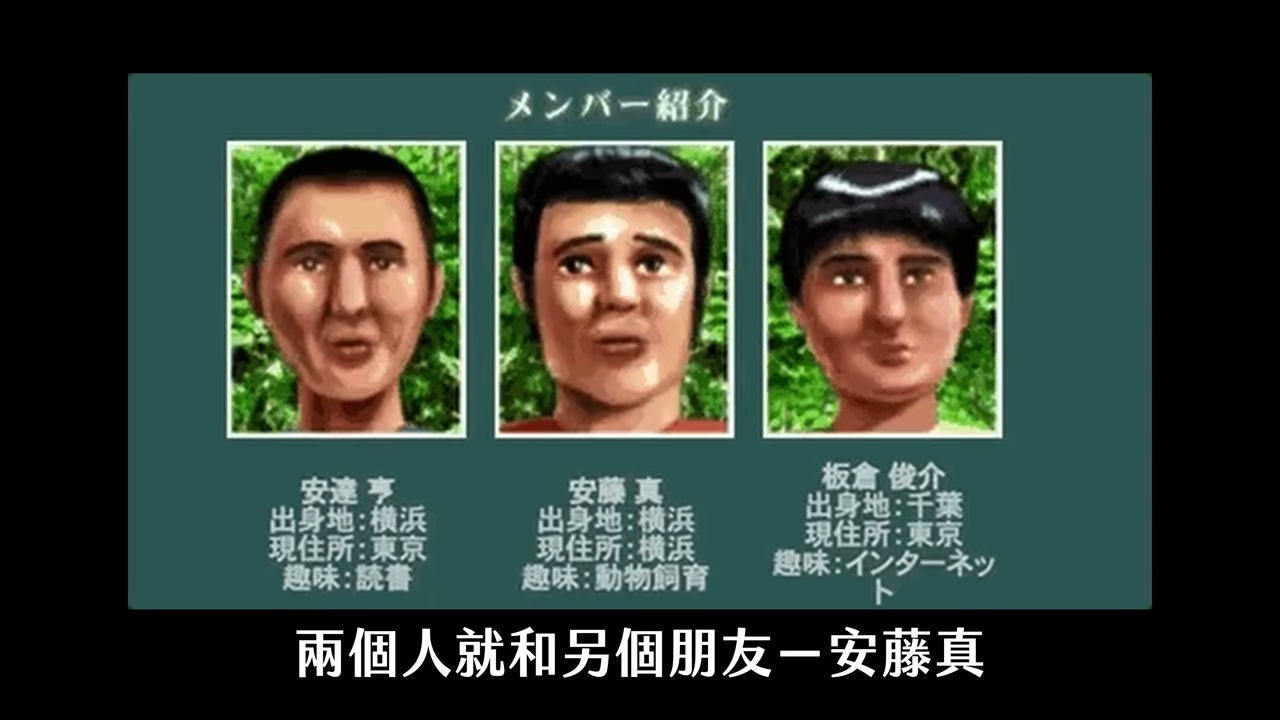 メンバー紹介
安達 亨
出身地:横浜
現住所:東京
趣味:読書
安藤 真
出身地:横浜
現住所:横浜
趣味:動物飼育
板倉 俊介
出身地:千葉
現住所:東京
趣味:インターネッ
ト
兩個人就和另個朋友－安藤真